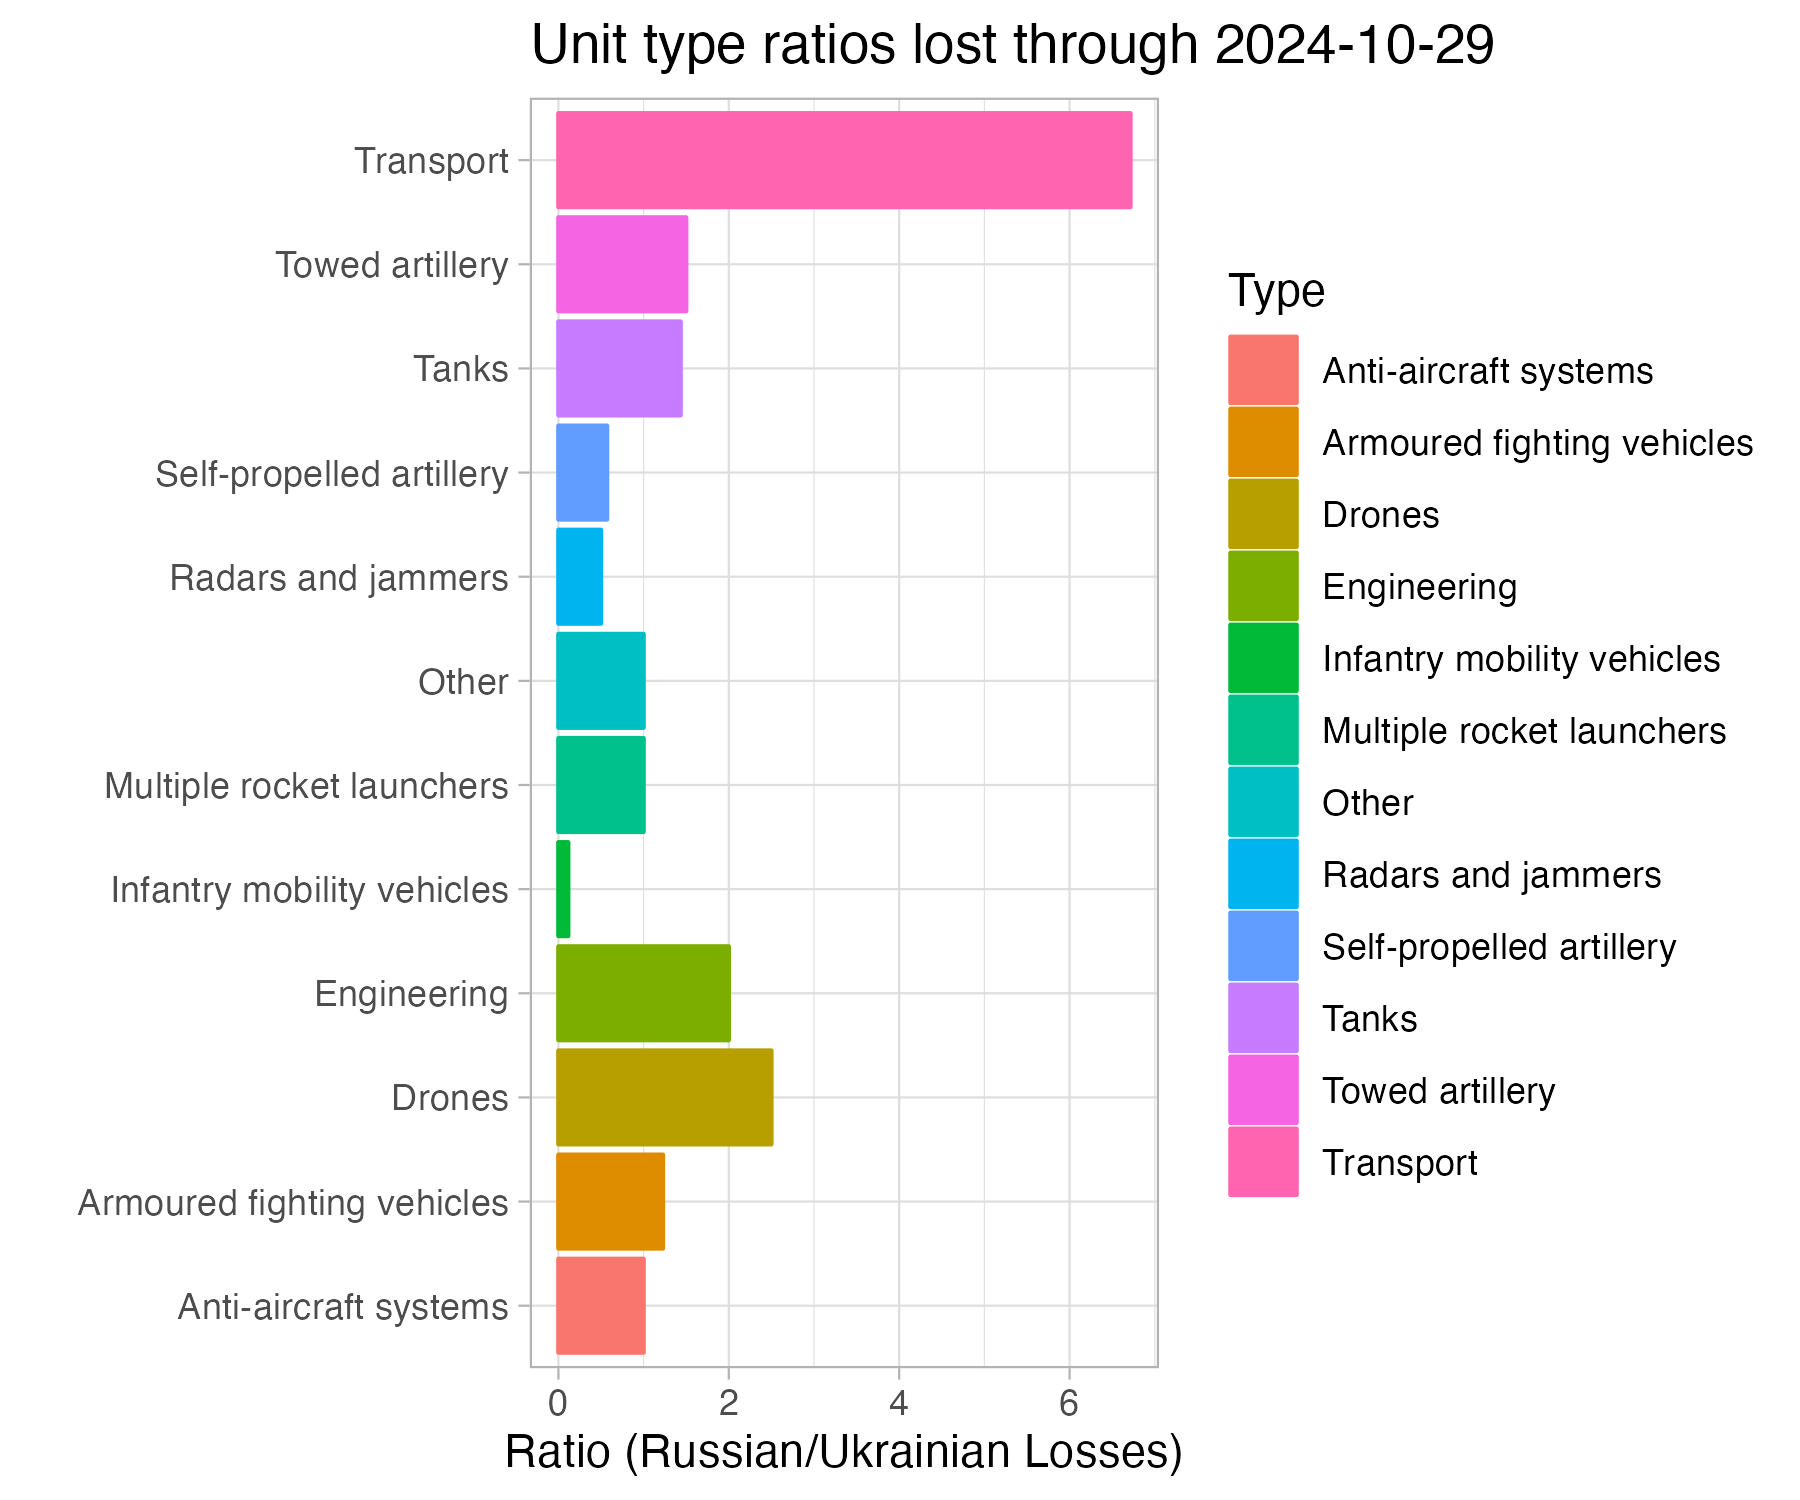 Unit type ratios lost through 2024-10-29
Transport
Towed artillery
Tanks
Self-propelled artillery
Radars and jammers
Other
Multiple rocket launchers
Infantry mobility vehicles
Engineering
Drones
Armoured fighting vehicles
Anti-aircraft systems
0 2 4 6
Ratio (Russian/Ukrainian Losses)
Type
Anti-aircraft systems
Armoured fighting vehicles
Drones
Engineering
Infantry mobility vehicles
Multiple rocket launchers
Other
Radars and jammers
Self-propelled artillery
Tanks
Towed artillery
Transport